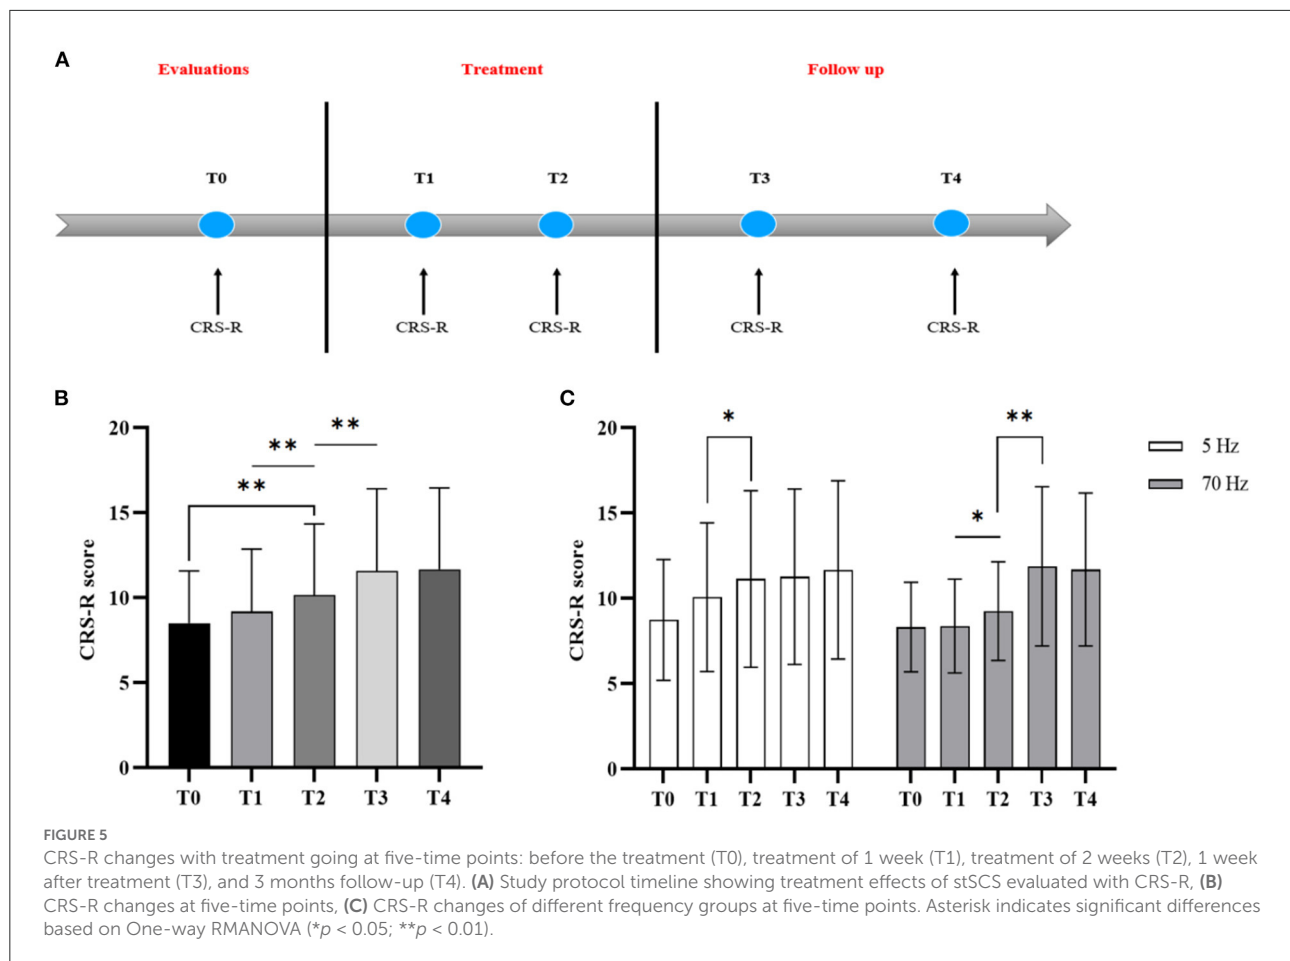 A
Evaluations Treatment Follow up
T0 T1 T2 T3 T4
CRS-R CRS-R CRS-R CRS-R CRS-R
B
CRS-R score
20
15
10
5
0
** ** **
T0 T1 T2 T3 T4
C
CRS-R score
20
15
10
5
0
* * **
T0 T1 T2 T3 T4 T0 T1 T2 T3 T4
5 Hz
70 Hz
FIGURE 5
CRS-R changes with treatment going at five-time points: before the treatment (T0), treatment of 1 week (T1), treatment of 2 weeks (T2), 1 week
after treatment (T3), and 3 months follow-up (T4). (A) Study protocol timeline showing treatment effects of stSCS evaluated with CRS-R, (B)
CRS-R changes at five-time points, (C) CRS-R changes of different frequency groups at five-time points. Asterisk indicates significant differences
based on One-way RMANOVA (*p < 0.05; **p < 0.01).